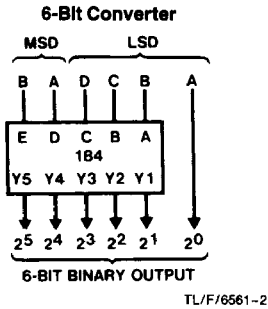 6-Bit Converter
MSD LSD
B A D C B A
E D C B A
184
Y5 Y4 Y3 Y2 Y1
2⁵ 2⁴ 2³ 2² 2¹ 2⁰
6-BIT BINARY OUTPUT
TL/F/6561-2